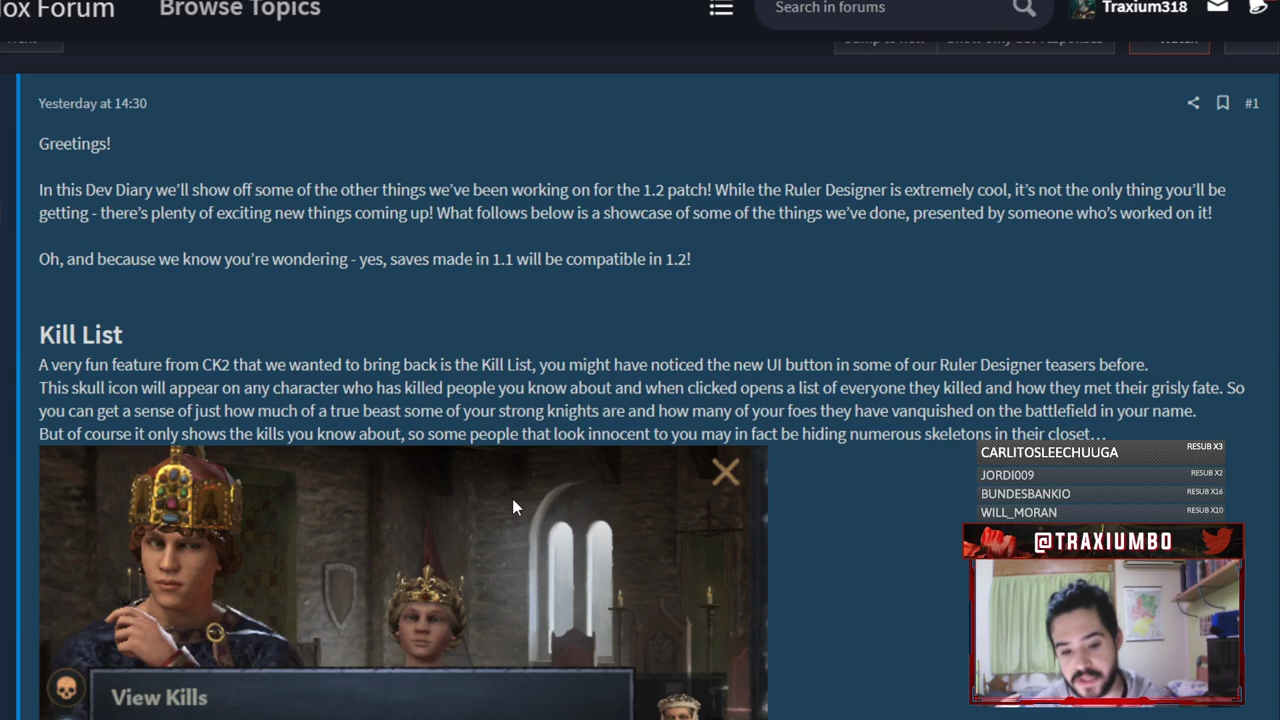 ox Forum
Browse Topics
Search in forums
Traxium318
Yesterday at 14:30
#1
Greetings!
In this Dev Diary we'll show off some of the other things we've been working on for the 1.2 patch! While the Ruler Designer is extremely cool, it's not the only thing you'll be
getting - there's plenty of exciting new things coming up! What follows below is a showcase of some of the things we've done, presented by someone who's worked on it!
Oh, and because we know you're wondering - yes, saves made in 1.1 will be compatible in 1.2!
Kill List
A very fun feature from CK2 that we wanted to bring back is the Kill List, you might have noticed the new UI button in some of our Ruler Designer teasers before.
This skull icon will appear on any character who has killed people you know about and when clicked opens a list of everyone they killed and how they met their grisly fate. So
you can get a sense of just how much of a true beast some of your strong knights are and how many of your foes they have vanquished on the battlefield in your name.
But of course it only shows the kills you know about, so some people that look innocent to you may in fact be hiding numerous skeletons in their closet…
View Kills
CARLITOSLEECHUUGA RESUB X3
JORDI009 RESUB X2
BUNDESBANKIO RESUB X16
WILL_MORAN RESUB X10
@TRAXIUMBO